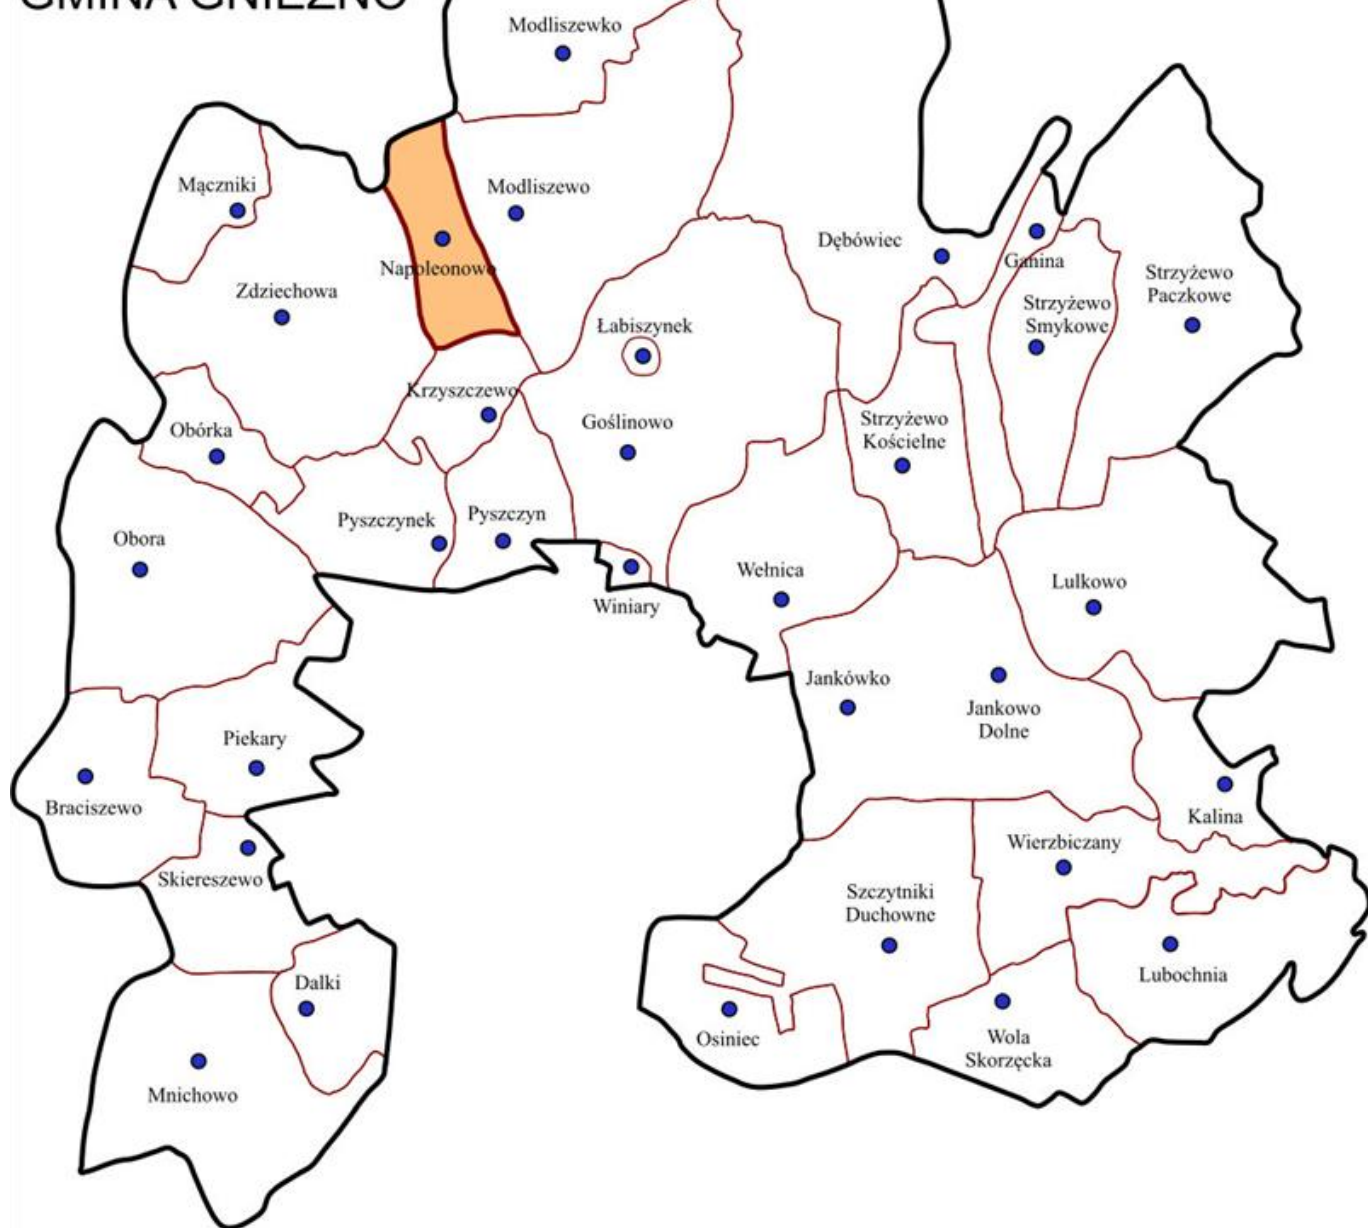 GMINA GNIEZNO
Modliszewko
Mączniki
Modliszewo
Dębówiec
Napoleonowo
Ganina
Strzyżewo
Paczkowe
Zdziechowa
Strzyżewo
Smykowe
Łabiszynek
Krzyszczewo
Goślinowo
Strzyżewo
Kościelne
Obórka
Pyszczynek
Pyszczyn
Obora
Wełnica
Lulkowo
Winiary
Jankówko
Jankowo
Dolne
Piekary
Braciszewo
Kalina
Wierzbiczany
Skiereszewo
Szczytniki
Duchowne
Lubochnia
Dalki
Osiniec
Wola
Skorzęcka
Mnichowo